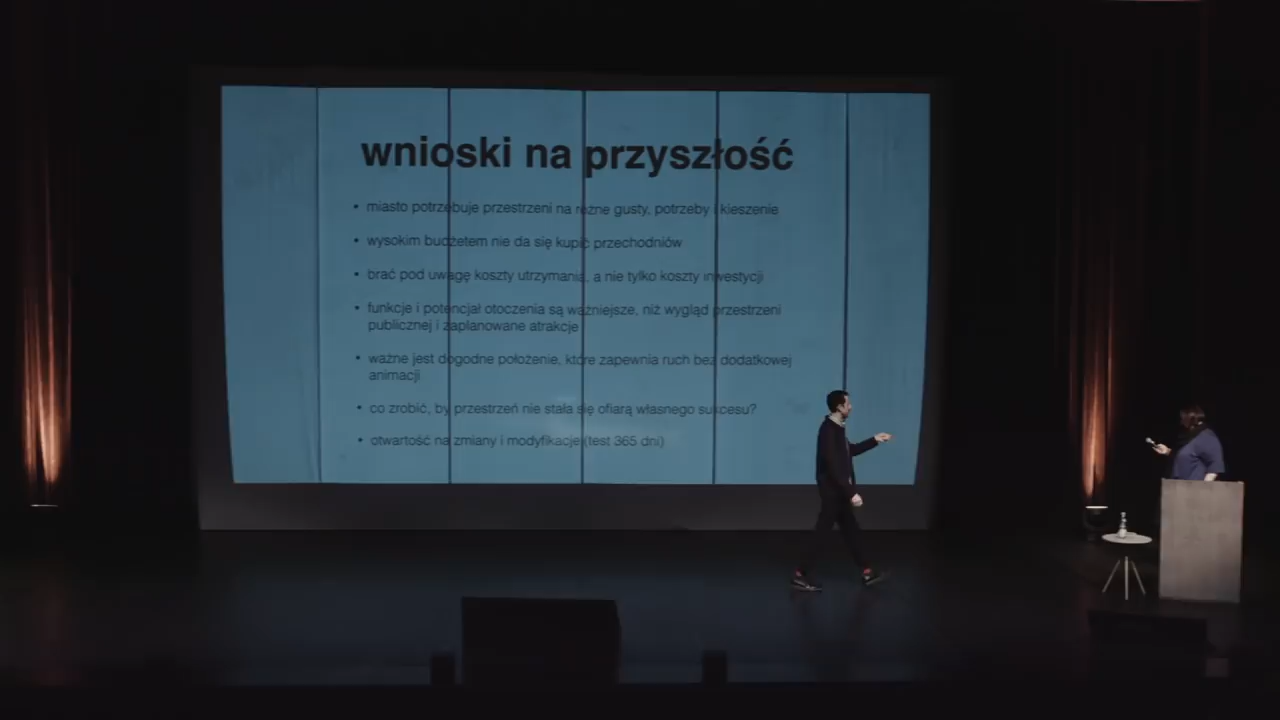 wnioski na przyszłość
• miasto potrzebuje przestrzeni na różne gusty, potrzeby i kieszenie
• wysokim budżetem nie da się kupić przechodniów
• brać pod uwagę koszty utrzymania, a nie tylko koszty inwestycji
• funkcje i potencjał otoczenia są ważniejsze, niż wygląd przestrzeni
publicznej i zaplanowane atrakcje
• ważne jest dogodne położenie, które zapewnia ruch bez dodatkowej
animacji
• co zrobić, by przestrzeń nie stała się ofiarą własnego sukcesu?
• otwartość na zmiany i modyfikacje (test 365 dni)